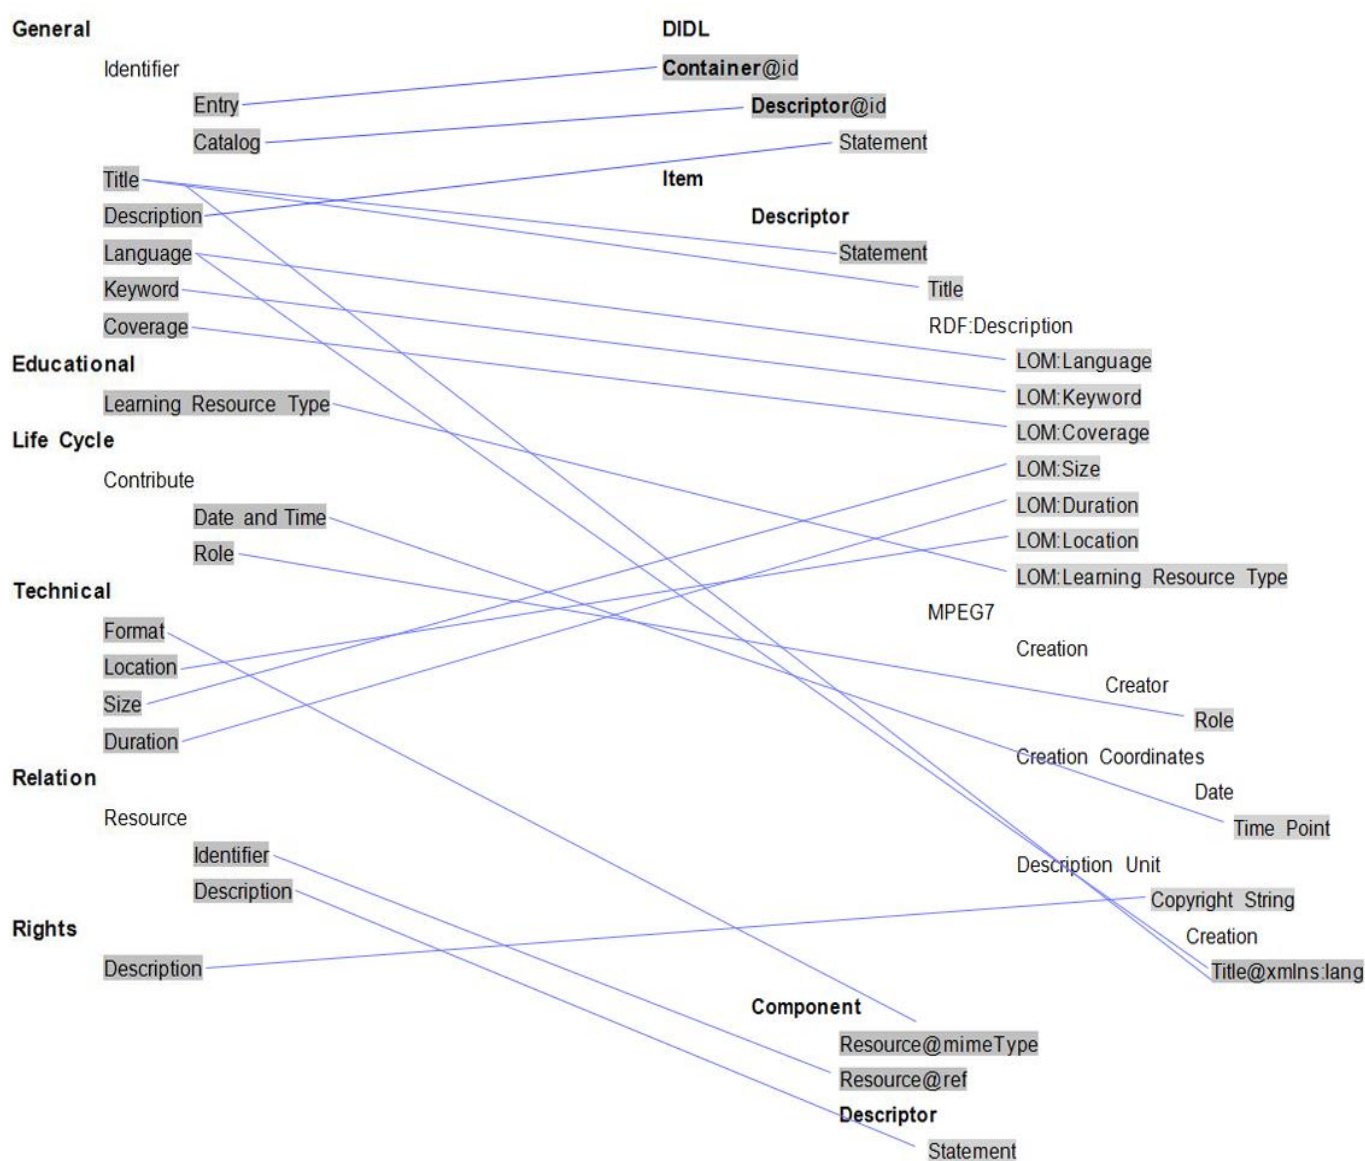 General
Identifier
Entry
Catalog
Title
Description
Language
Keyword
Coverage
Educational
Learning Resource Type
Life Cycle
Contribute
Date and Time
Role
Technical
Format
Location
Size
Duration
Relation
Resource
Identifier
Description
Rights
Description
DIDL
Container@id
Descriptor@id
Statement
Item
Descriptor
Statement
Title
RDF:Description
LOM:Language
LOM:Keyword
LOM:Coverage
LOM:Size
LOM:Duration
LOM:Location
LOM:Learning Resource Type
MPEG7
Creation
Creator
Role
Creation Coordinates
Date
Time Point
Description Unit
Copyright String
Creation
Title@xmlns:lang
Component
Resource@mimeType
Resource@ref
Descriptor
Statement